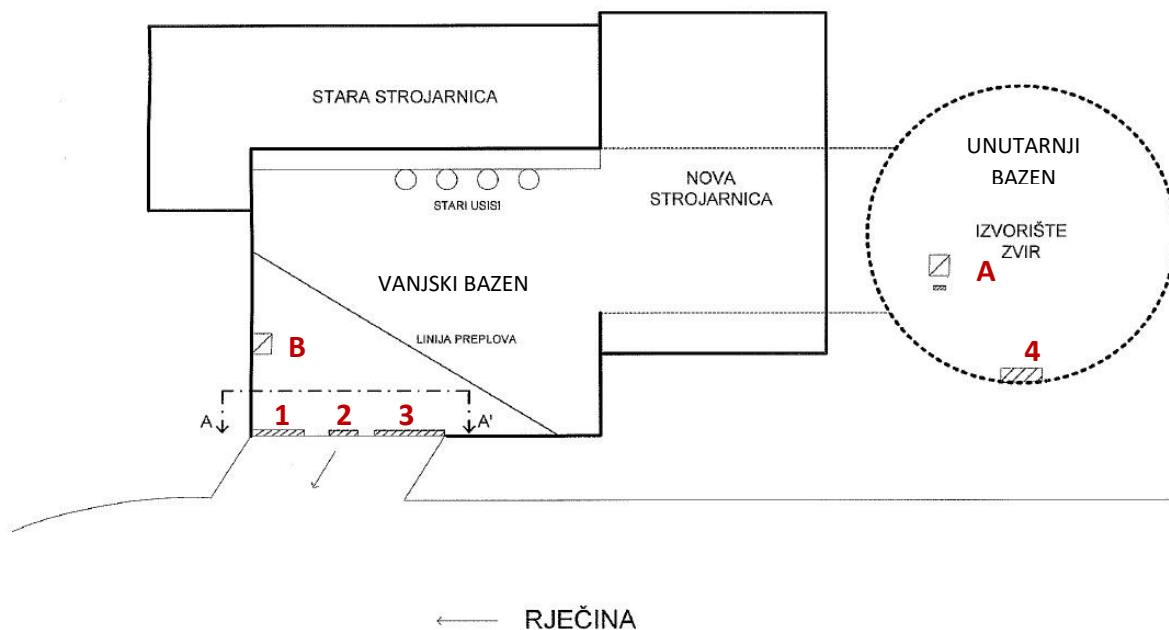 STARA STROJARNICA
UNUTARNJI
BAZEN
NOVA
STROJARNICA
STARI USISI
IZVORIŠTE
ZVIR
A
VANJSKI BAZEN
LINIJA PREPLOVA
B
4
A
1
2
3
A'
RJEČINA